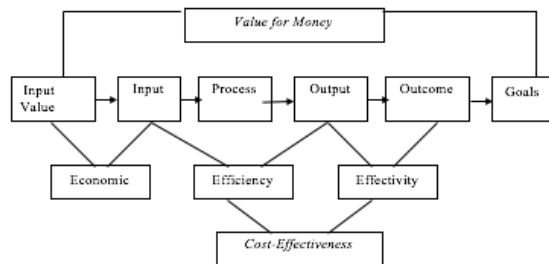 Value for Money
Input
Value
Input
Process
Output
Outcome
Goals
Economic
Efficiency
Effectivity
Cost-Effectiveness